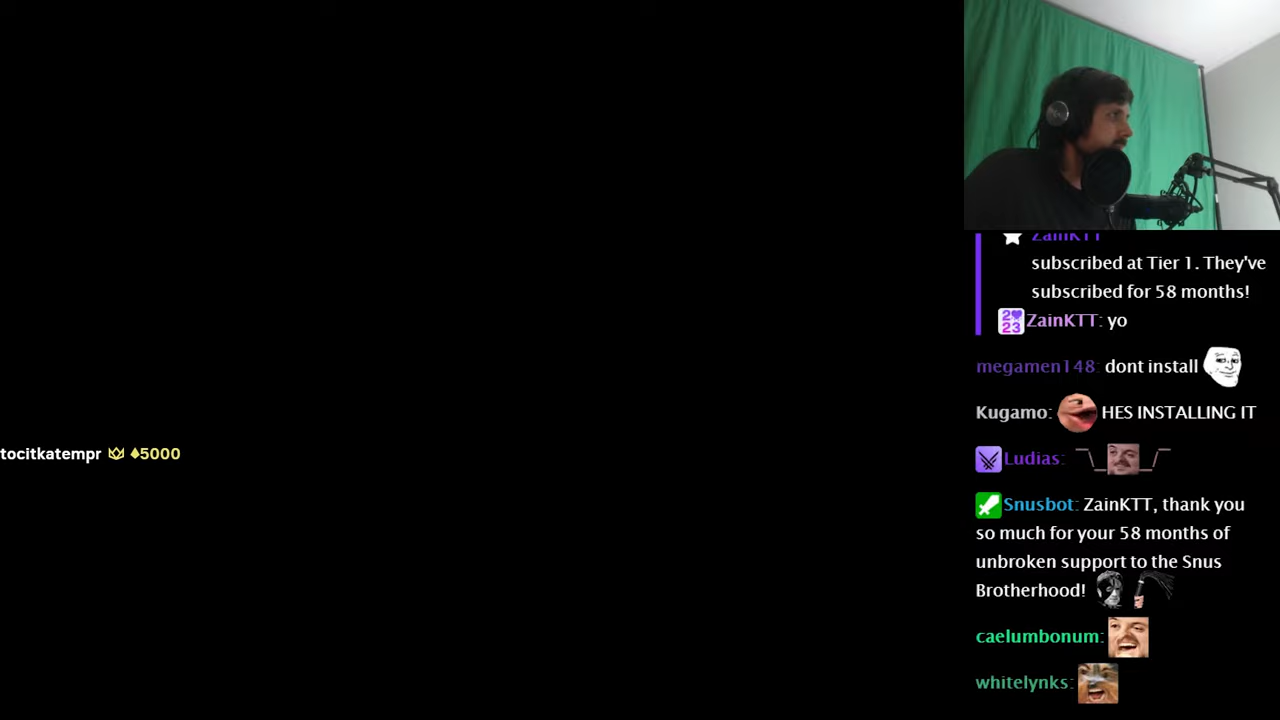 tocitkatempr 5000
ZainKTT
subscribed at Tier 1. They've
subscribed for 58 months!
2023 ZainKTT: yo
megamen148: dont install
Kugamo: HES INSTALLING IT
Ludias:
Snusbot: ZainKTT, thank you
so much for your 58 months of
unbroken support to the Snus
Brotherhood!
caelumbonum:
whitelynks: